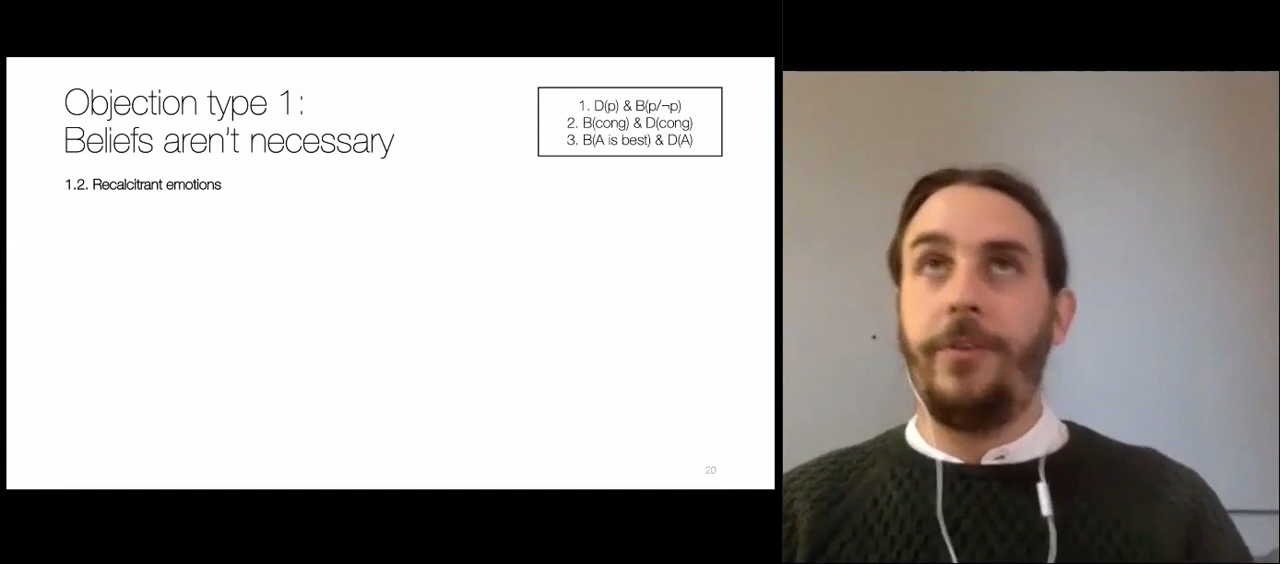 Objection type 1:
Beliefs aren't necessary
1. D(p) & B(p/¬p)
2. B(cong) & D(cong)
3. B(A is best) & D(A)
1.2. Recalcitrant emotions
20